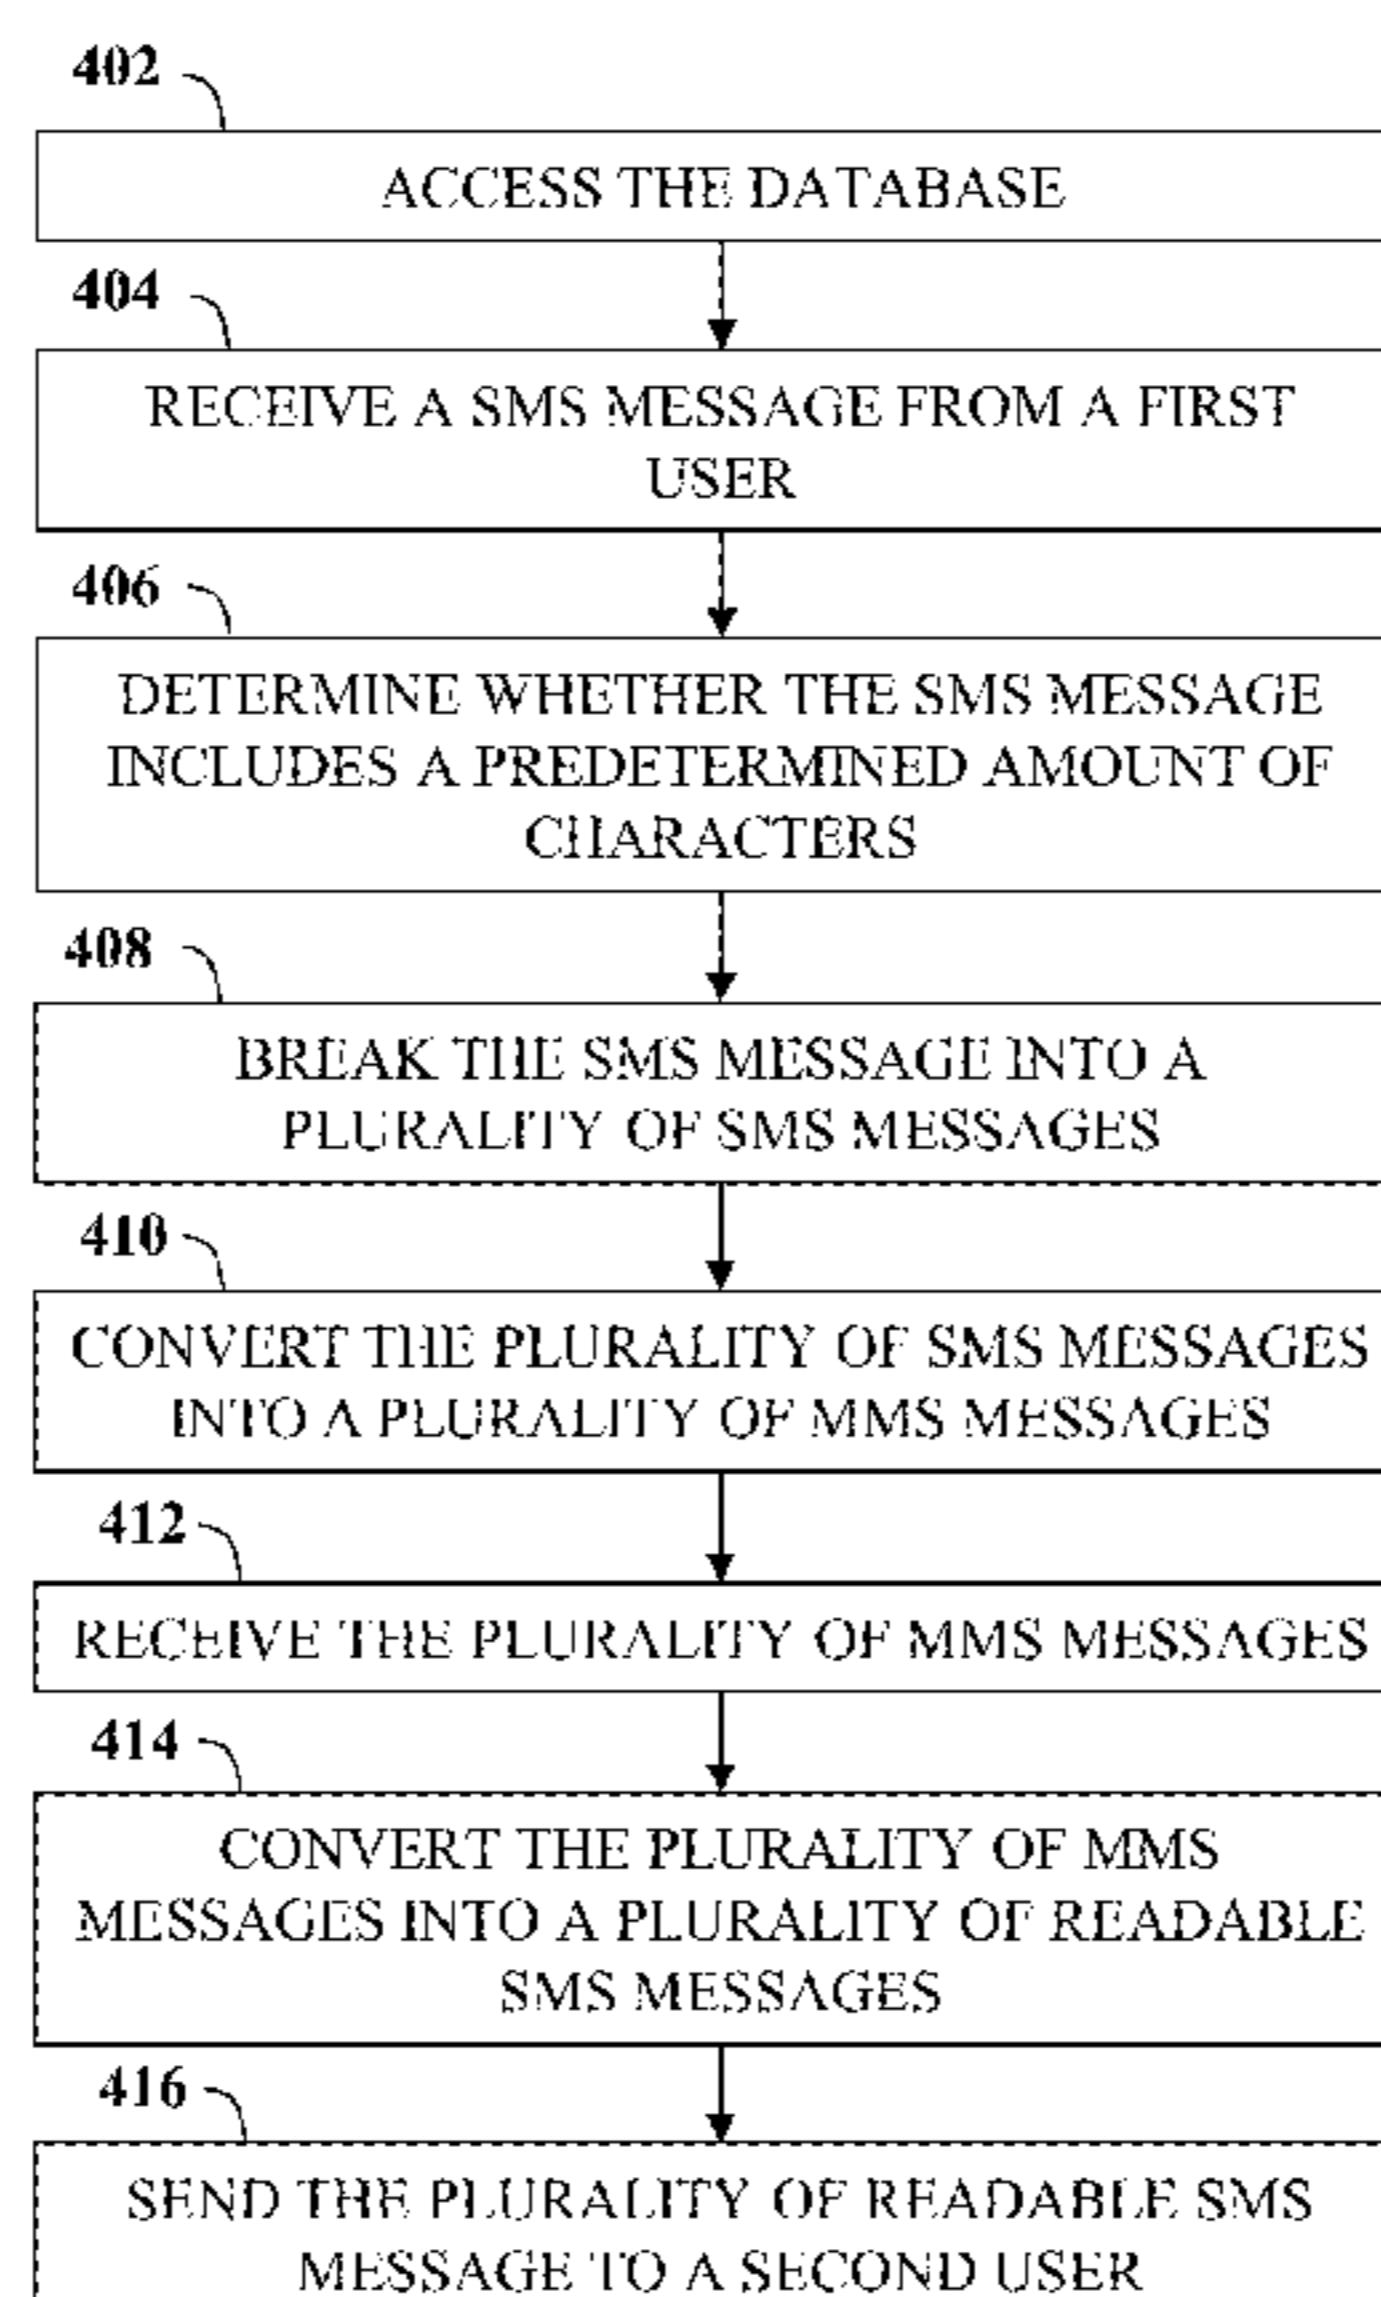 402
ACCESS THE DATABASE
404
RECEIVE A SMS MESSAGE FROM A FIRST
USER
406
DETERMINE WHETHER THE SMS MESSAGE
INCLUDES A PREDETERMINED AMOUNT OF
CHARACTERS
408
BREAK THE SMS MESSAGE INTO A
PLURALITY OF SMS MESSAGES
410
CONVERT THE PLURALITY OF SMS MESSAGES
INTO A PLURALITY OF MMS MESSAGES
412
RECEIVE THE PLURALITY OF MMS MESSAGES
414
CONVERT THE PLURALITY OF MMS
MESSAGES INTO A PLURALITY OF READABLE
SMS MESSAGES
416
SEND THE PLURALITY OF READABLE SMS
MESSAGE TO A SECOND USER